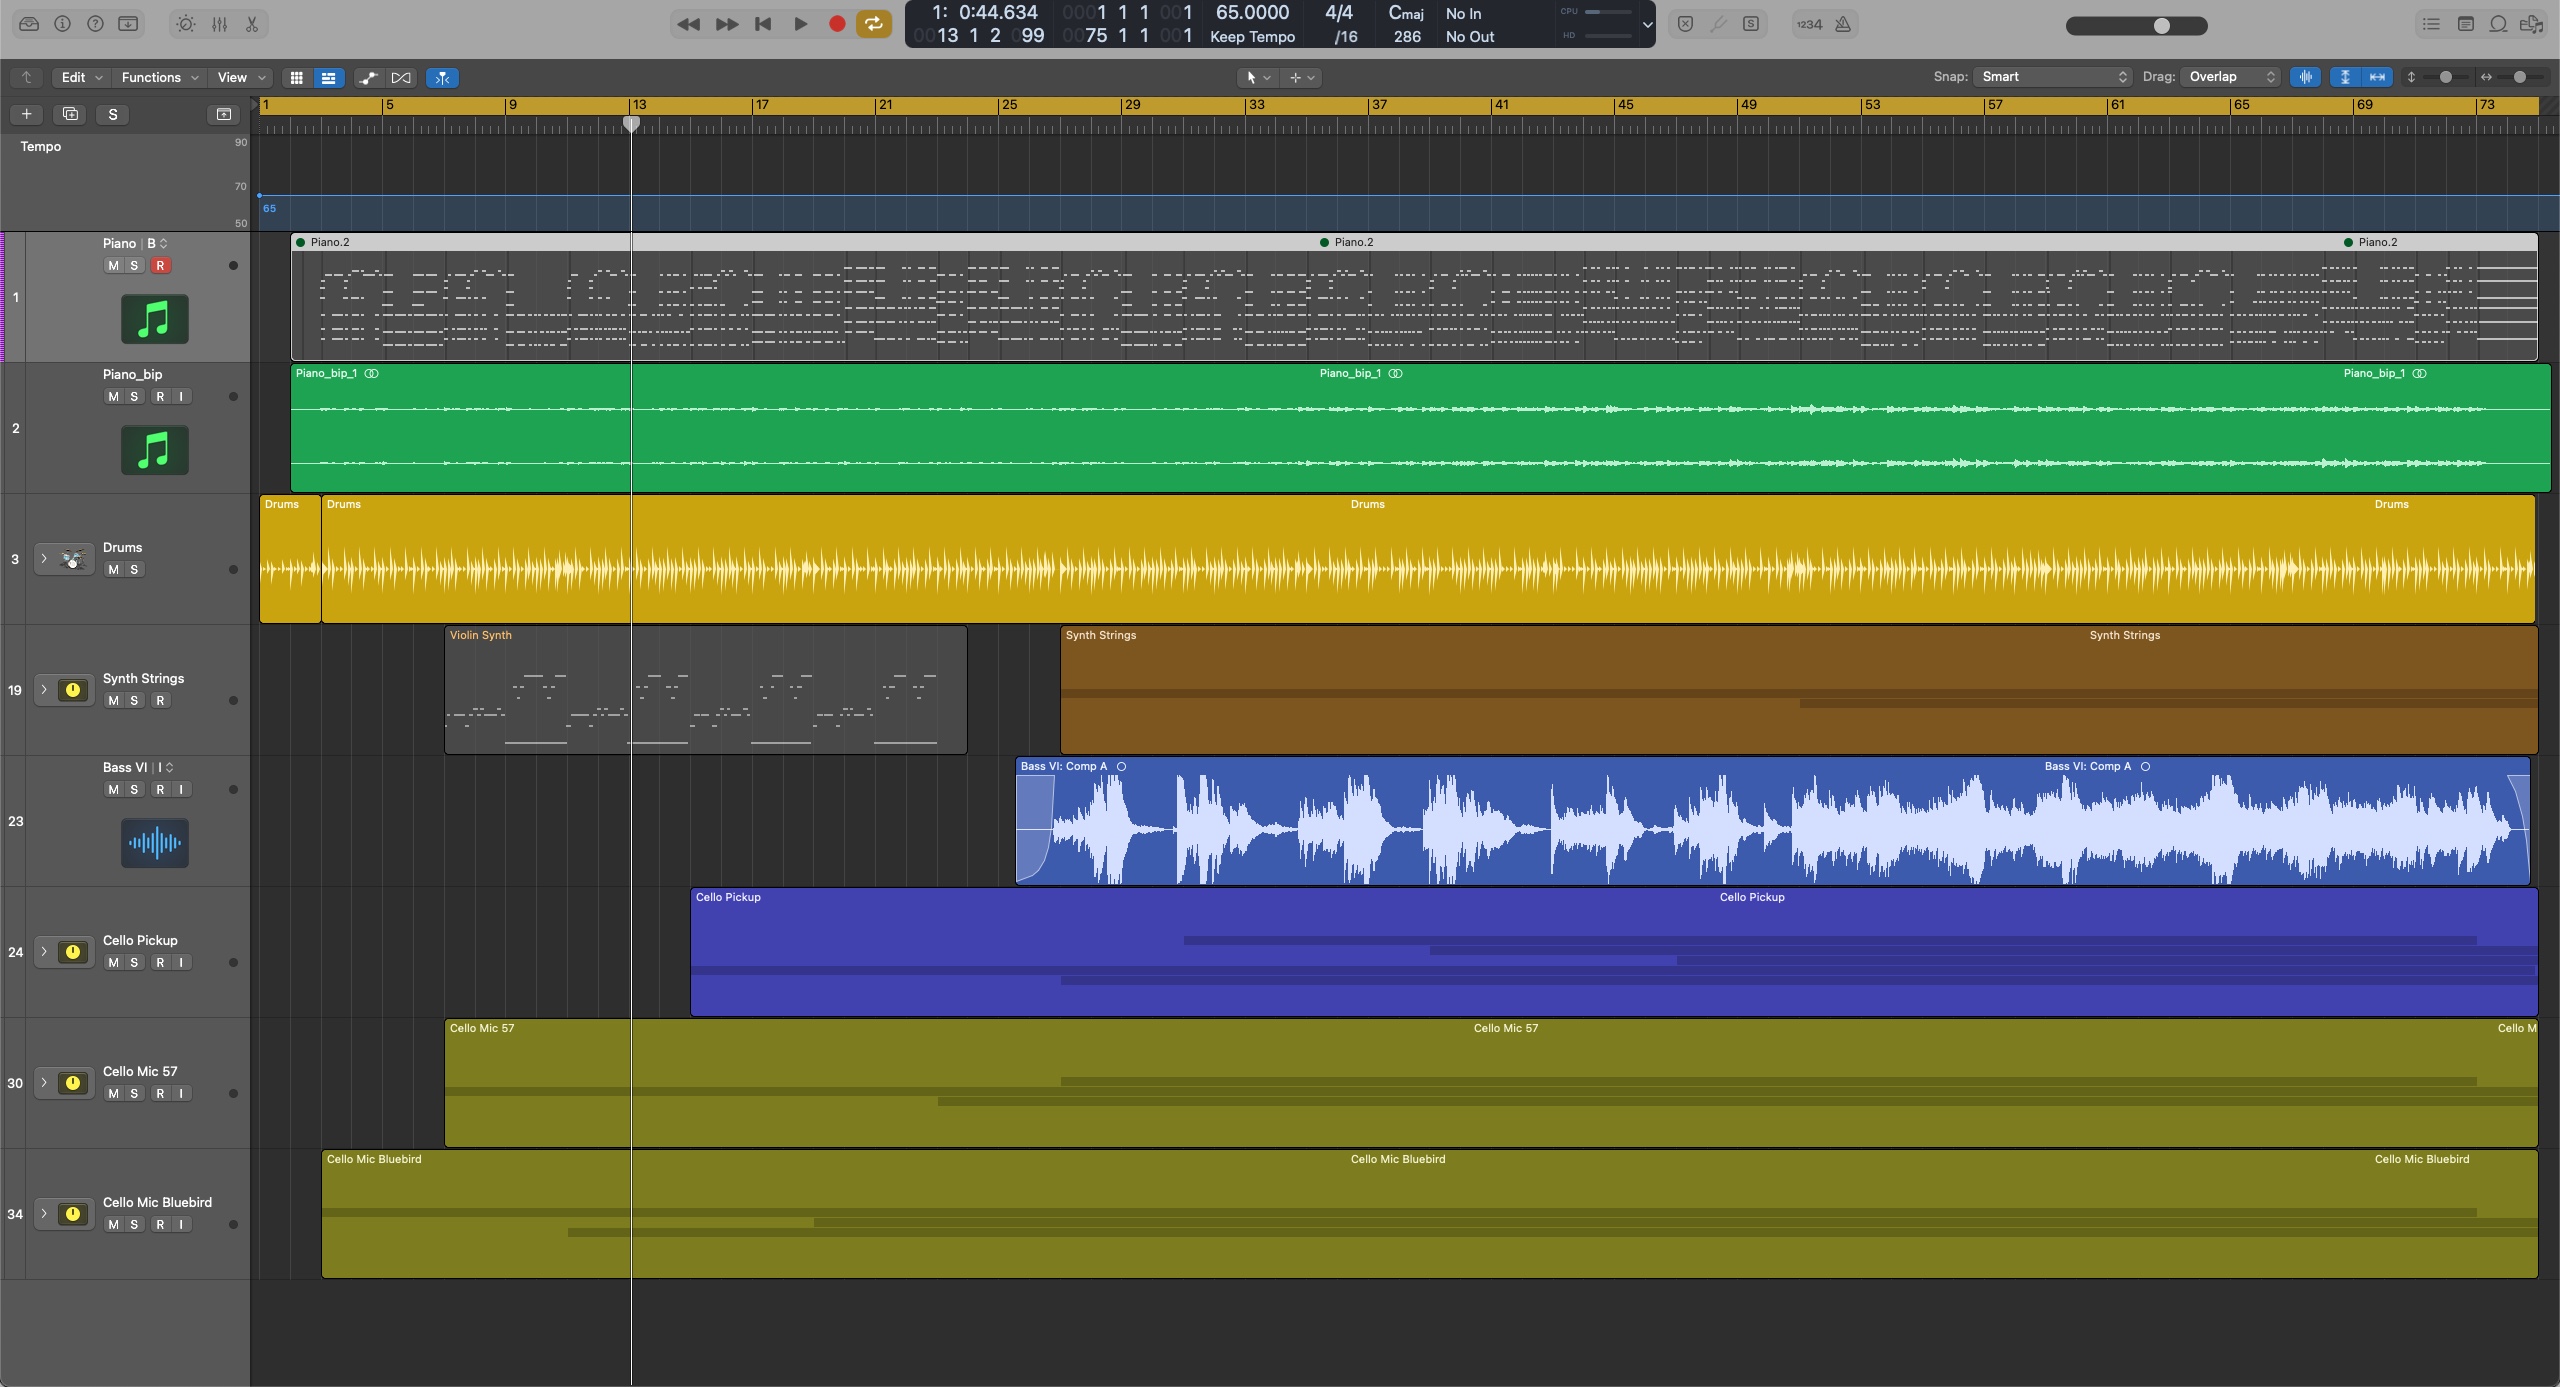 1: 0:44.634
0013 1 2 099
0001 1 1 001
0075 1 1 001
65.0000
Keep Tempo
4/4
/16
Cmaj
286
No In
No Out
CPU
HD
S
1234
Edit
Functions
View
Snap: Smart
Drag: Overlap
S
1 5 9 13 17 21 25 29 33 37 41 45 49 53 57 61 65 69 73
Tempo
90
70
50
65
1
Piano | B
M S R
Piano.2 Piano.2 Piano.2
2
Piano_bip
M S R I
Piano_bip_1 Piano_bip_1 Piano_bip_1
3
Drums
M S
Drums Drums Drums Drums
19
Synth Strings
M S R
Violin Synth Synth Strings Synth Strings
23
Bass VI | I
M S R I
Bass VI: Comp A Bass VI: Comp A
24
Cello Pickup
M S R I
Cello Pickup Cello Pickup
30
Cello Mic 57
M S R I
Cello Mic 57 Cello Mic 57 Cello M
34
Cello Mic Bluebird
M S R I
Cello Mic Bluebird Cello Mic Bluebird Cello Mic Bluebird